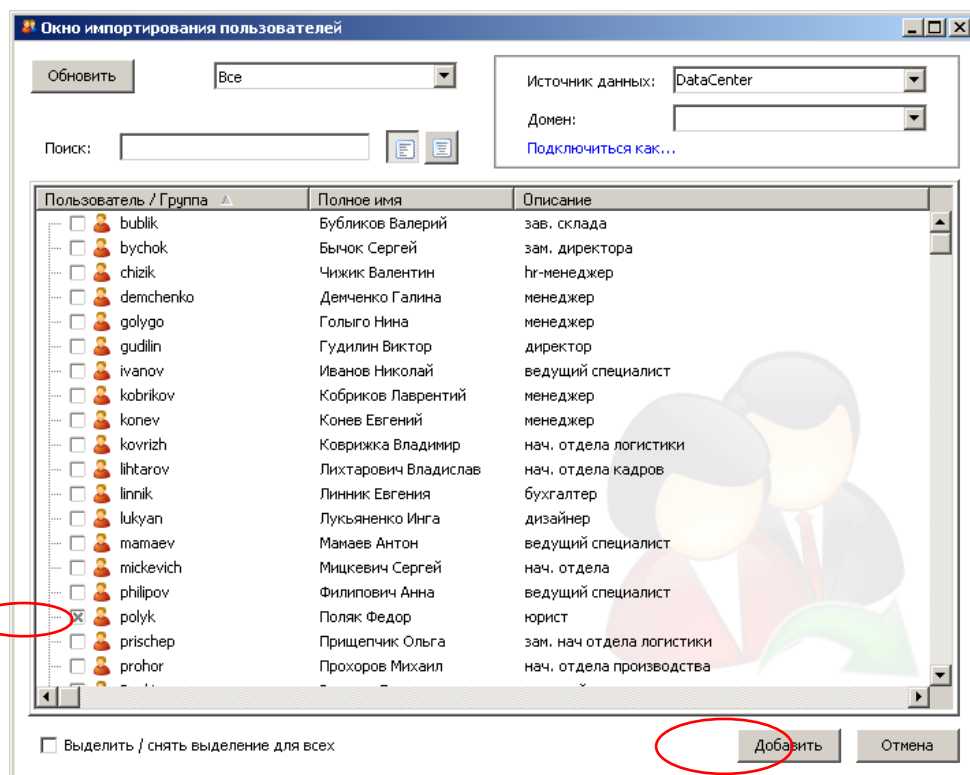 Окно импортирования пользователей
Обновить Все Источник данных: DataCenter
Домен:
Поиск: Подключиться как...
Пользователь / Группа Полное имя Описание
bublik Бубликов Валерий зав. склада
bychok Бычок Сергей зам. директора
chizik Чижик Валентин hr-менеджер
demchenko Демченко Галина менеджер
golygo Голыго Нина менеджер
gudilin Гудилин Виктор директор
ivanov Иванов Николай ведущий специалист
kobrikov Кобриков Лаврентий менеджер
konev Конев Евгений менеджер
kovrizh Коврижка Владимир нач. отдела логистики
lihtarov Лихтарович Владислав нач. отдела кадров
linnik Линник Евгения бухгалтер
lukyan Лукьяненко Инга дизайнер
mamaev Мамаев Антон ведущий специалист
mickevich Мицкевич Сергей нач. отдела
philipov Филипович Анна ведущий специалист
polyk Поляк Федор юрист
prischep Прищепчик Ольга зам. нач отдела логистики
prohor Прохоров Михаил нач. отдела производства
Выделить / снять выделение для всех Добавить Отмена